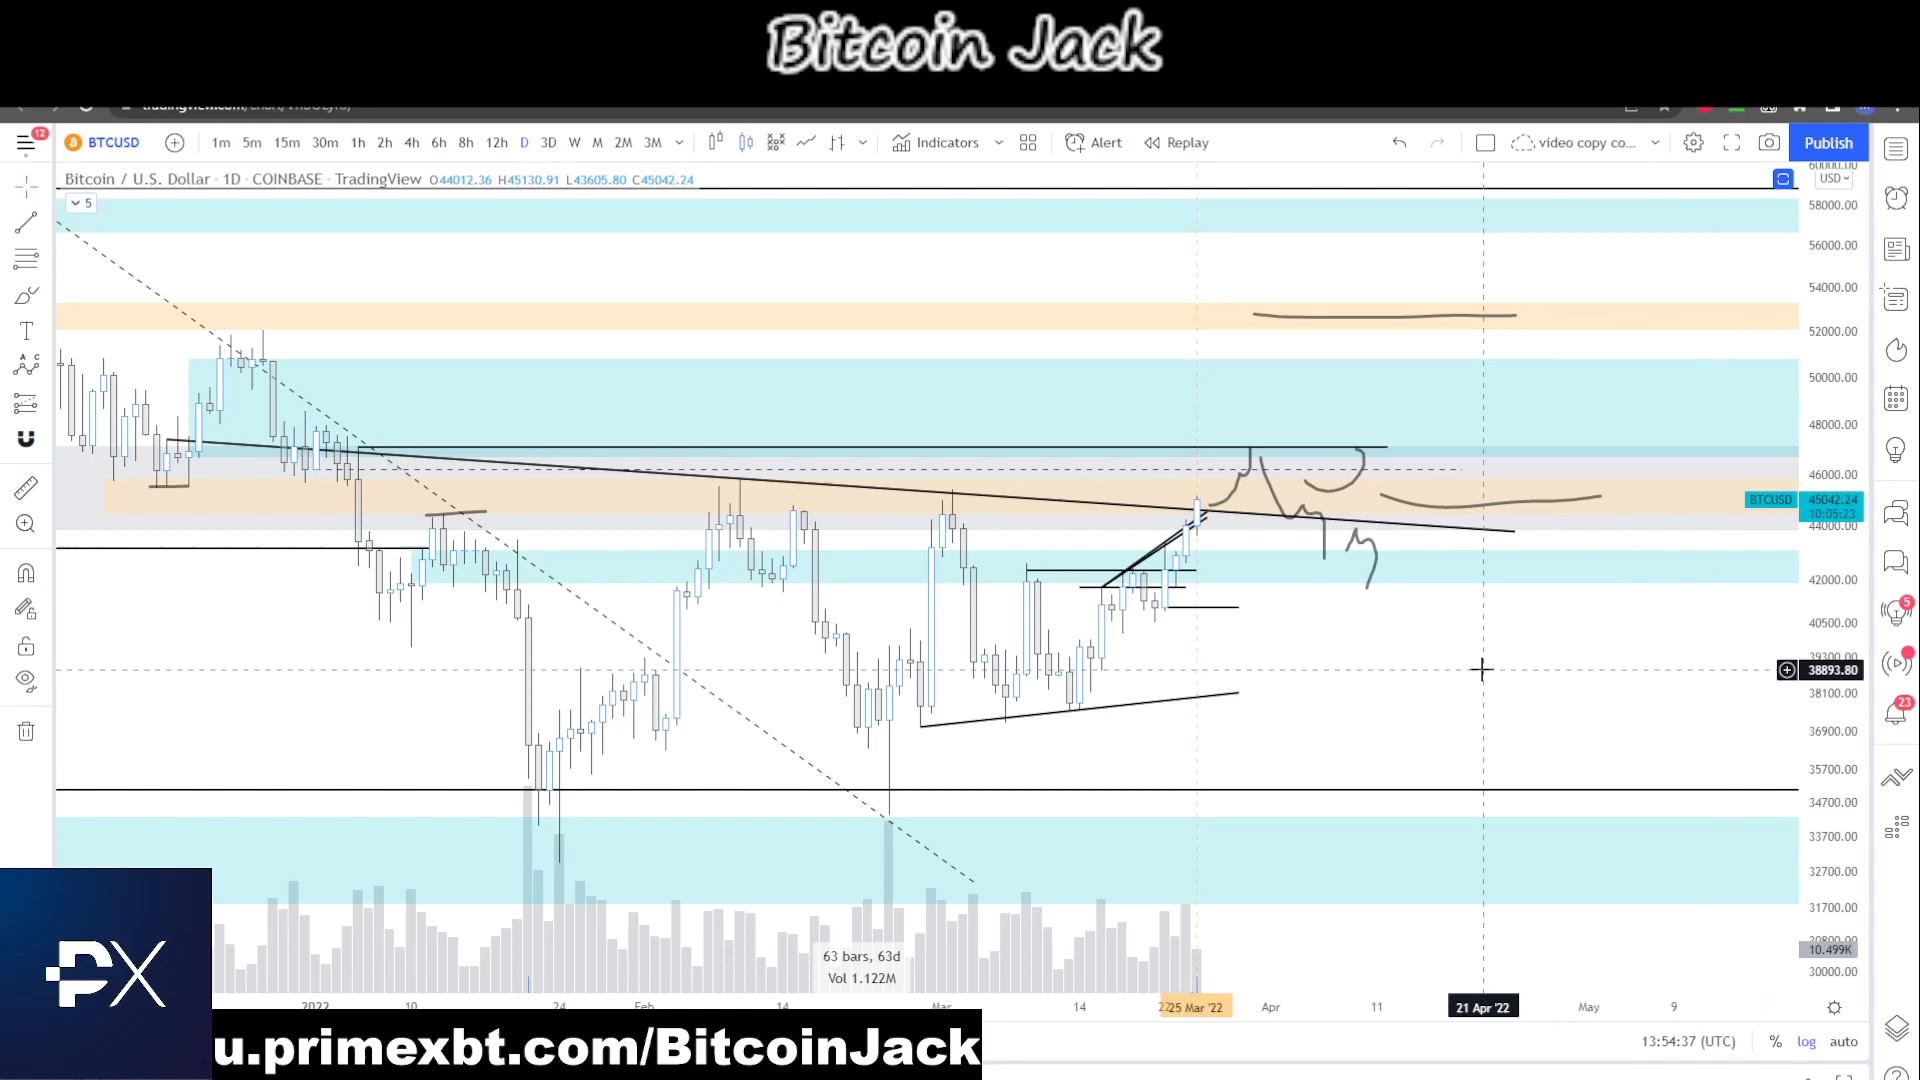 Bitcoin Jack
12
BTCUSD
1m 5m 15m 30m 1h 2h 4h 6h 8h 12h D 3D W M 2M 3M
Indicators
Alert
Replay
video copy co...
Publish
Bitcoin / U.S. Dollar · 1D · COINBASE · TradingView O44012.36 H45130.91 L43605.80 C45042.24
USD
5
58000.00
56000.00
54000.00
52000.00
50000.00
48000.00
46000.00
BTCUSD 45042.24
10:05:23
44000.00
42000.00
40500.00
39300.00
38893.80
38100.00
36900.00
35700.00
34700.00
33700.00
32700.00
31700.00
10.499K
30000.00
5
23
63 bars, 63d
Vol 1.122M
2022 10 24 Feb 14 Mar 14 25 Mar '22 Apr 11 21 Apr '22 May 9
13:54:37 (UTC) % log auto
PX
u.primexbt.com/BitcoinJack